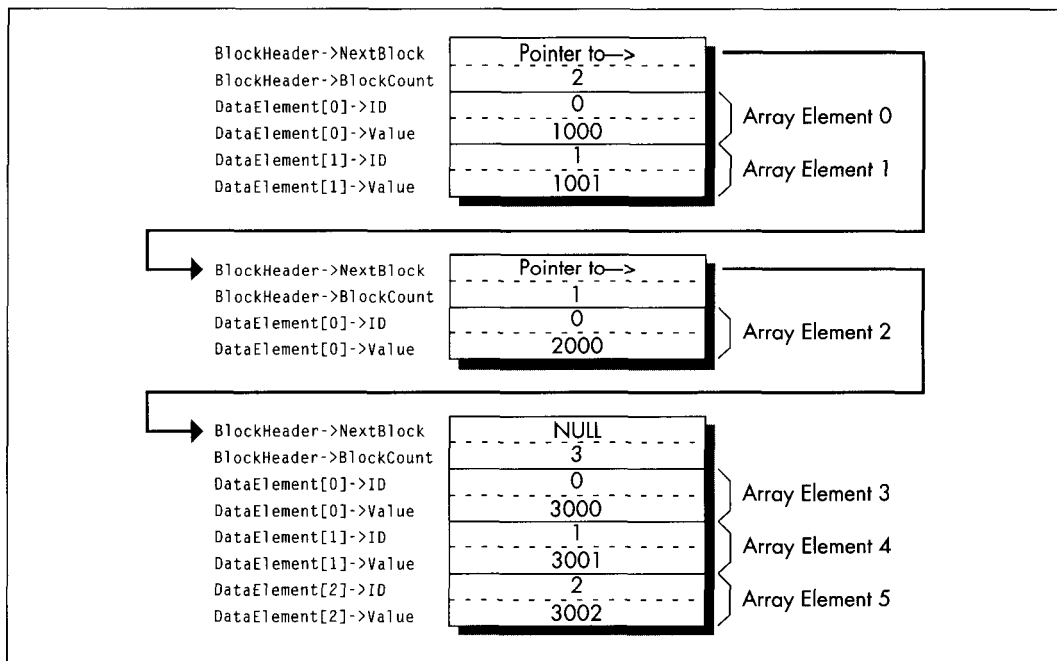 BlockHeader->NextBlock Pointer to—>
BlockHeader->BlockCount 2
DataElement[0]->ID 0
DataElement[0]->Value 1000
Array Element 0
DataElement[1]->ID 1
DataElement[1]->Value 1001
Array Element 1
BlockHeader->NextBlock Pointer to—>
BlockHeader->BlockCount 1
DataElement[0]->ID 0
DataElement[0]->Value 2000
Array Element 2
BlockHeader->NextBlock NULL
BlockHeader->BlockCount 3
DataElement[0]->ID 0
DataElement[0]->Value 3000
Array Element 3
DataElement[1]->ID 1
DataElement[1]->Value 3001
Array Element 4
DataElement[2]->ID 2
DataElement[2]->Value 3002
Array Element 5